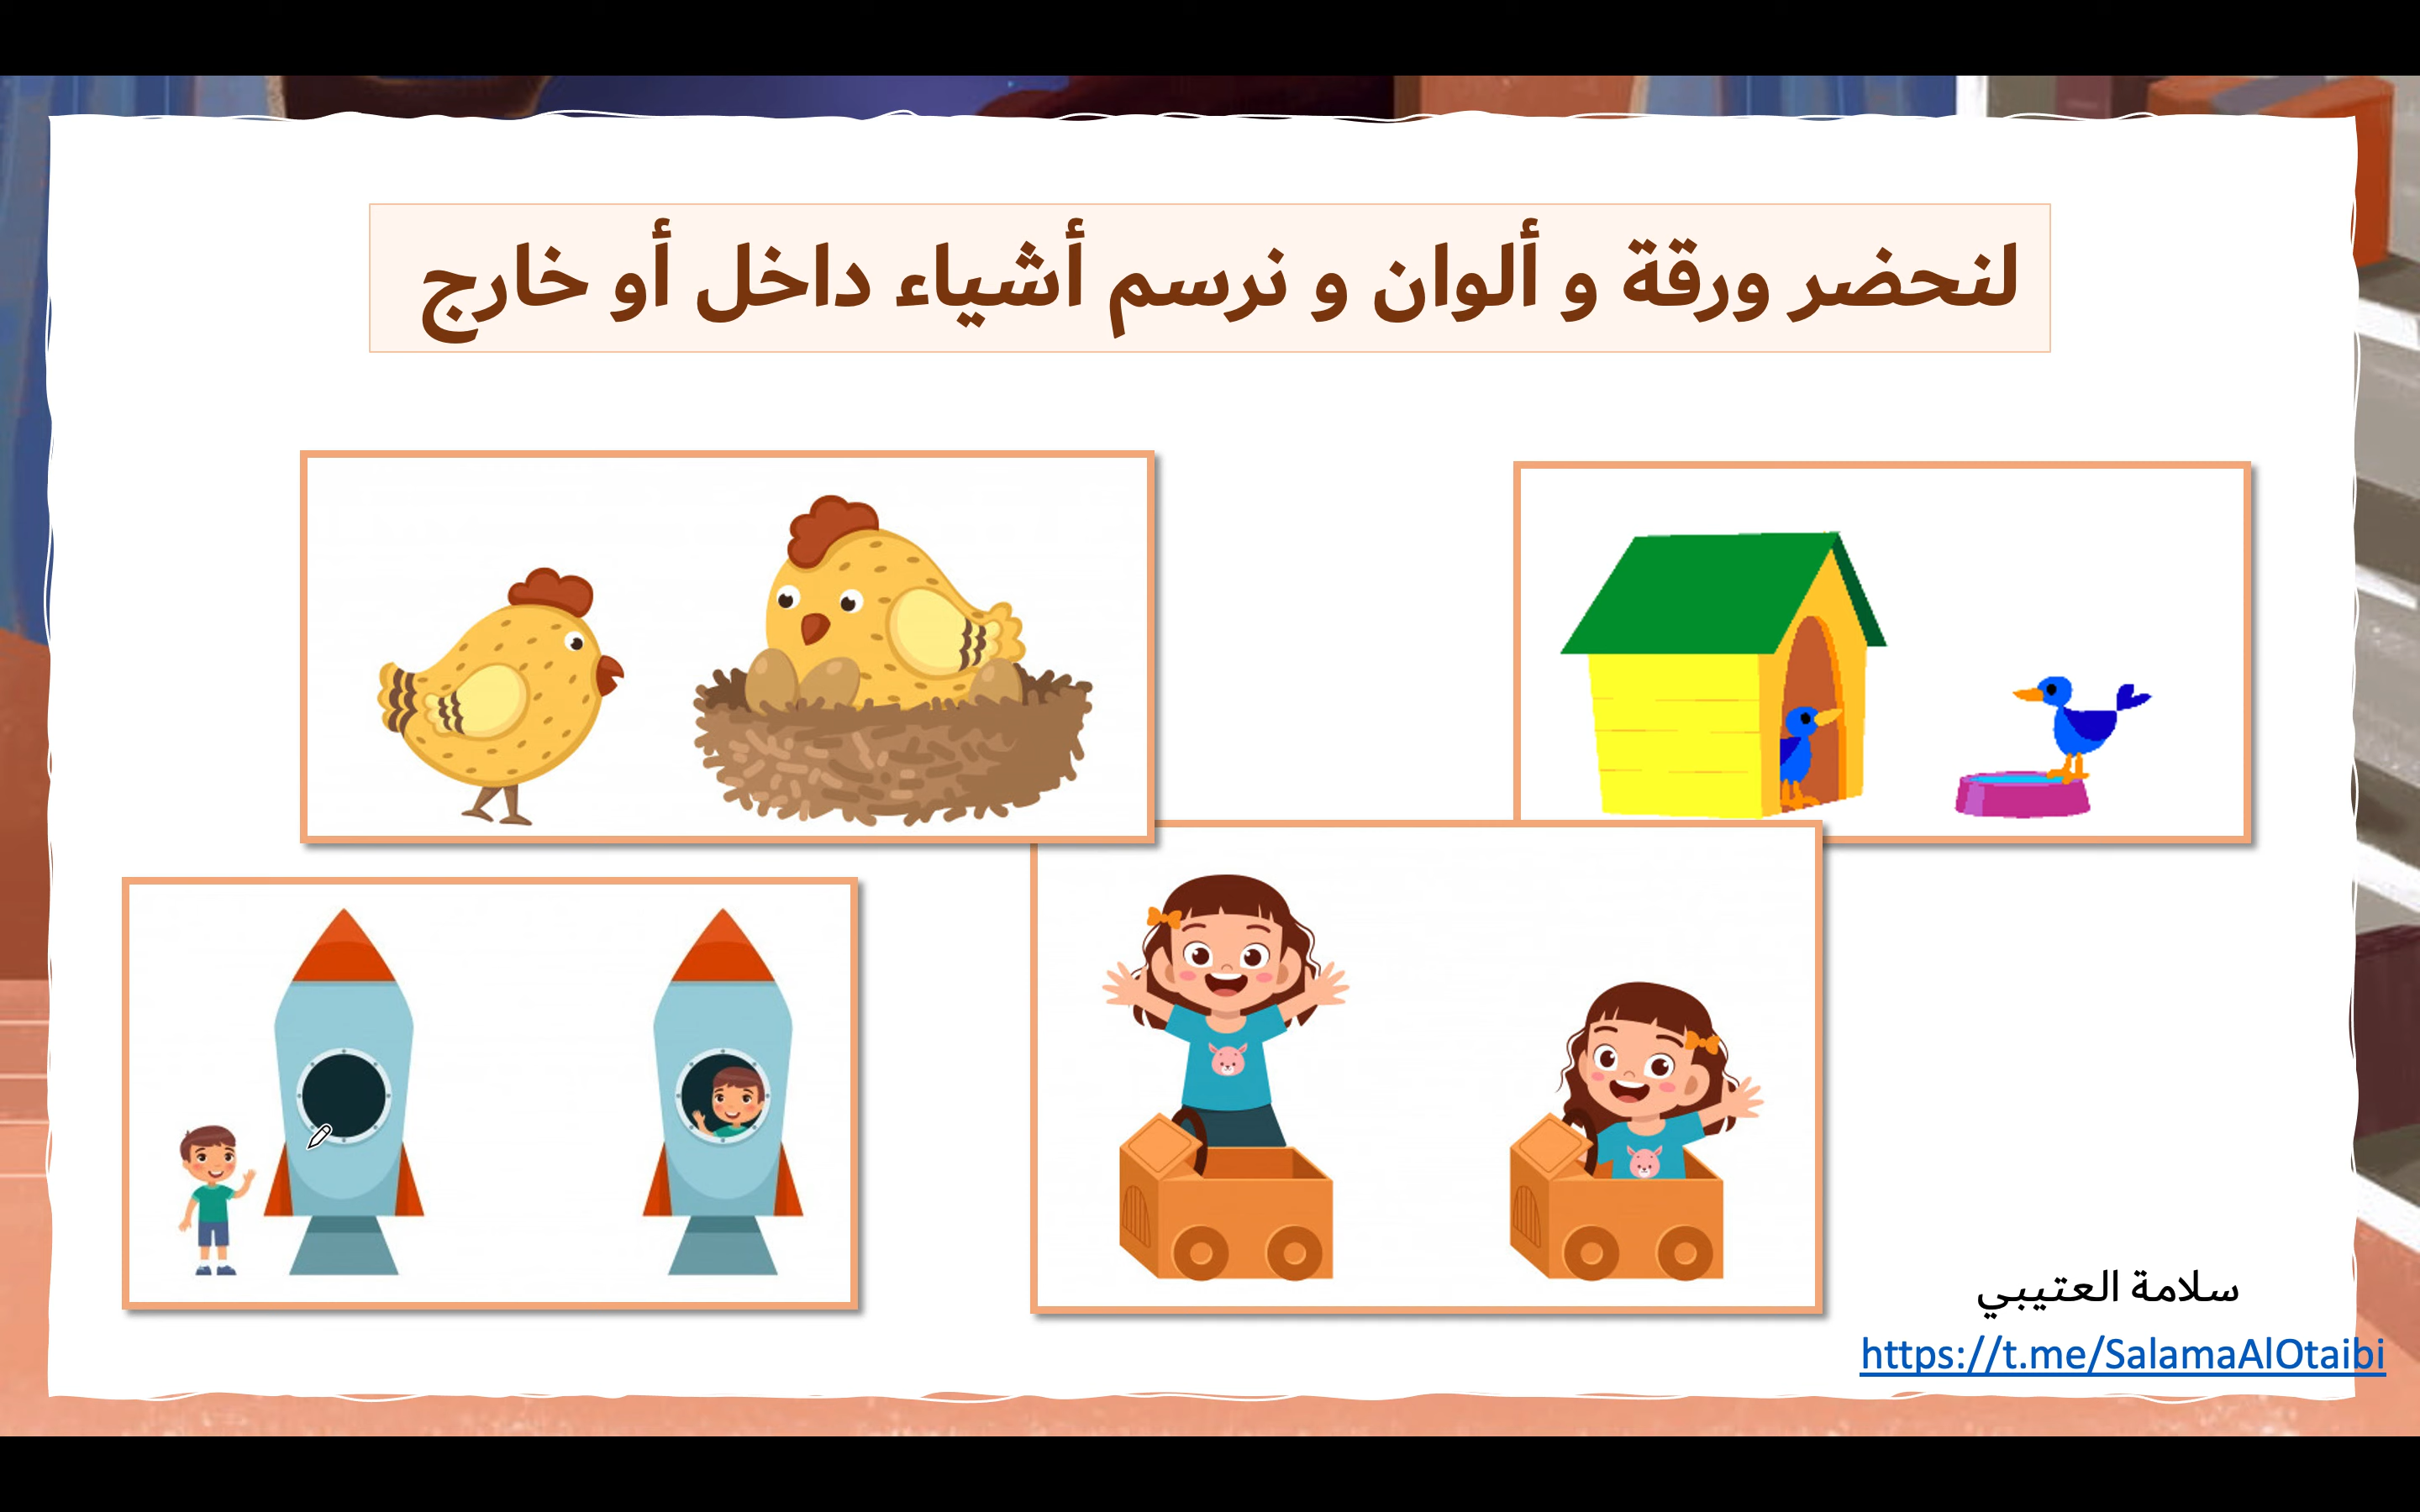 لنحضر ورقة و ألوان و نرسم أشياء داخل أو خارج
سلامة العتيبي
https://t.me/SalamaAlOtaibi